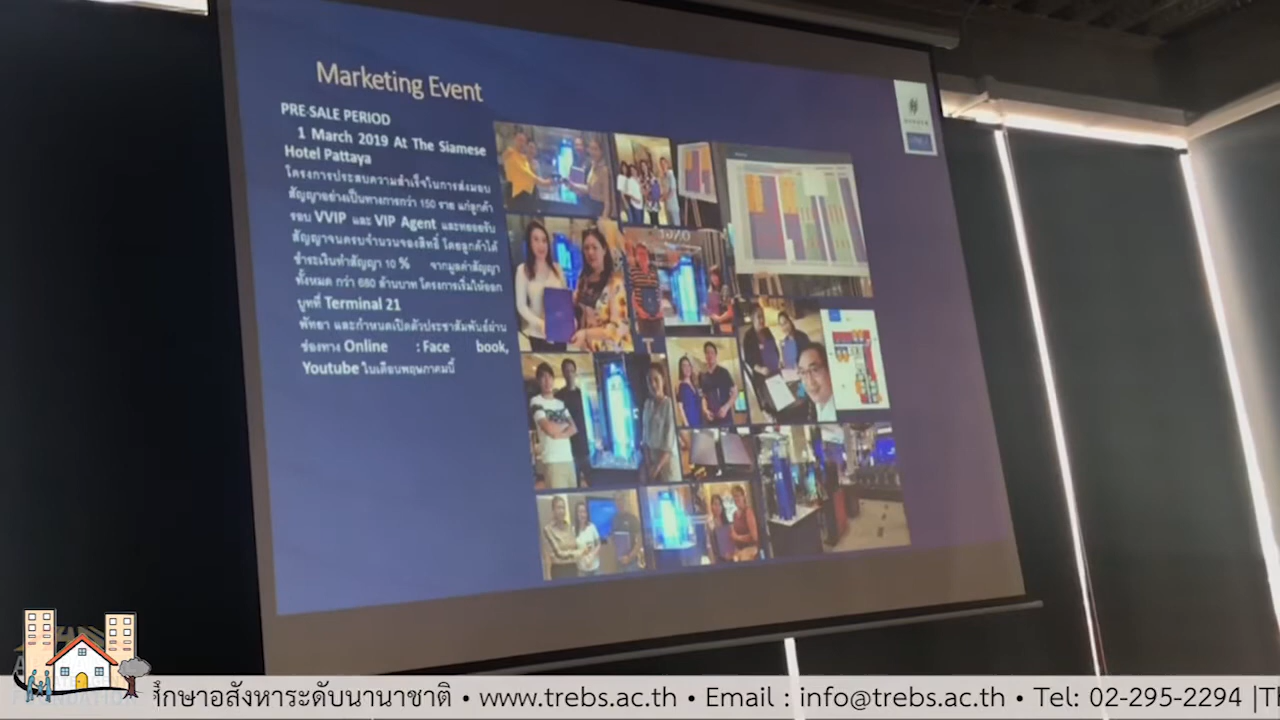 Marketing Event
PRE-SALE PERIOD
1 March 2019 At The Siamese
Hotel Pattaya
โครงการประสบความสำเร็จในการส่งมอบ
สัญญาอย่างเป็นทางการกว่า 150 ราย แก่ลูกค้า
รอบ VVIP และ VIP Agent และทยอยรับ
สัญญาจนครบจำนวนจองสิทธิ์ โดยลูกค้าได้
ชำระเงินทำสัญญา 10 % จากมูลค่าสัญญา
ทั้งหมด กว่า 680 ล้านบาท โครงการเริ่มให้ออก
บูทที่ Terminal 21
พัทยา และกำหนดเปิดตัวประชาสัมพันธ์ผ่าน
ช่องทาง Online : Face book,
Youtube ในเดือนพฤษภาคมนี้
ศึกษาอสังหาระดับนานาชาติ • www.trebs.ac.th • Email : info@trebs.ac.th • Tel: 02-295-2294 |T